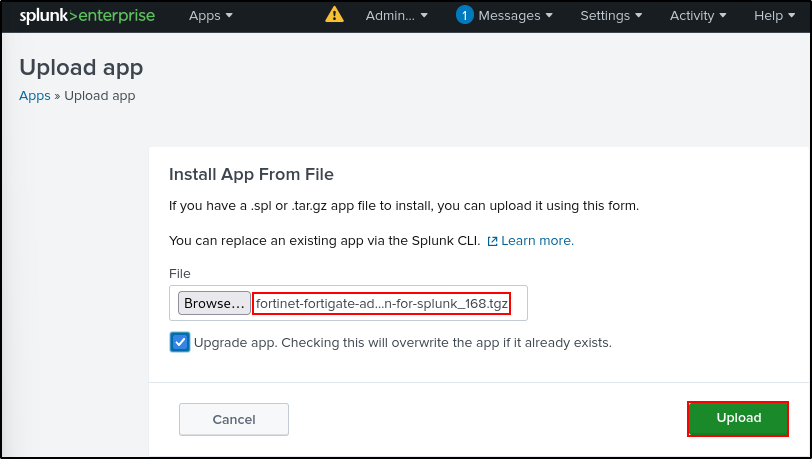 splunk>enterprise Apps Admin... 1 Messages Settings Activity Help
Upload app
Apps » Upload app
Install App From File
If you have a .spl or .tar.gz app file to install, you can upload it using this form.
You can replace an existing app via the Splunk CLI. Learn more.
File
Browse... fortinet-fortigate-ad...n-for-splunk_168.tgz
Upgrade app. Checking this will overwrite the app if it already exists.
Cancel Upload